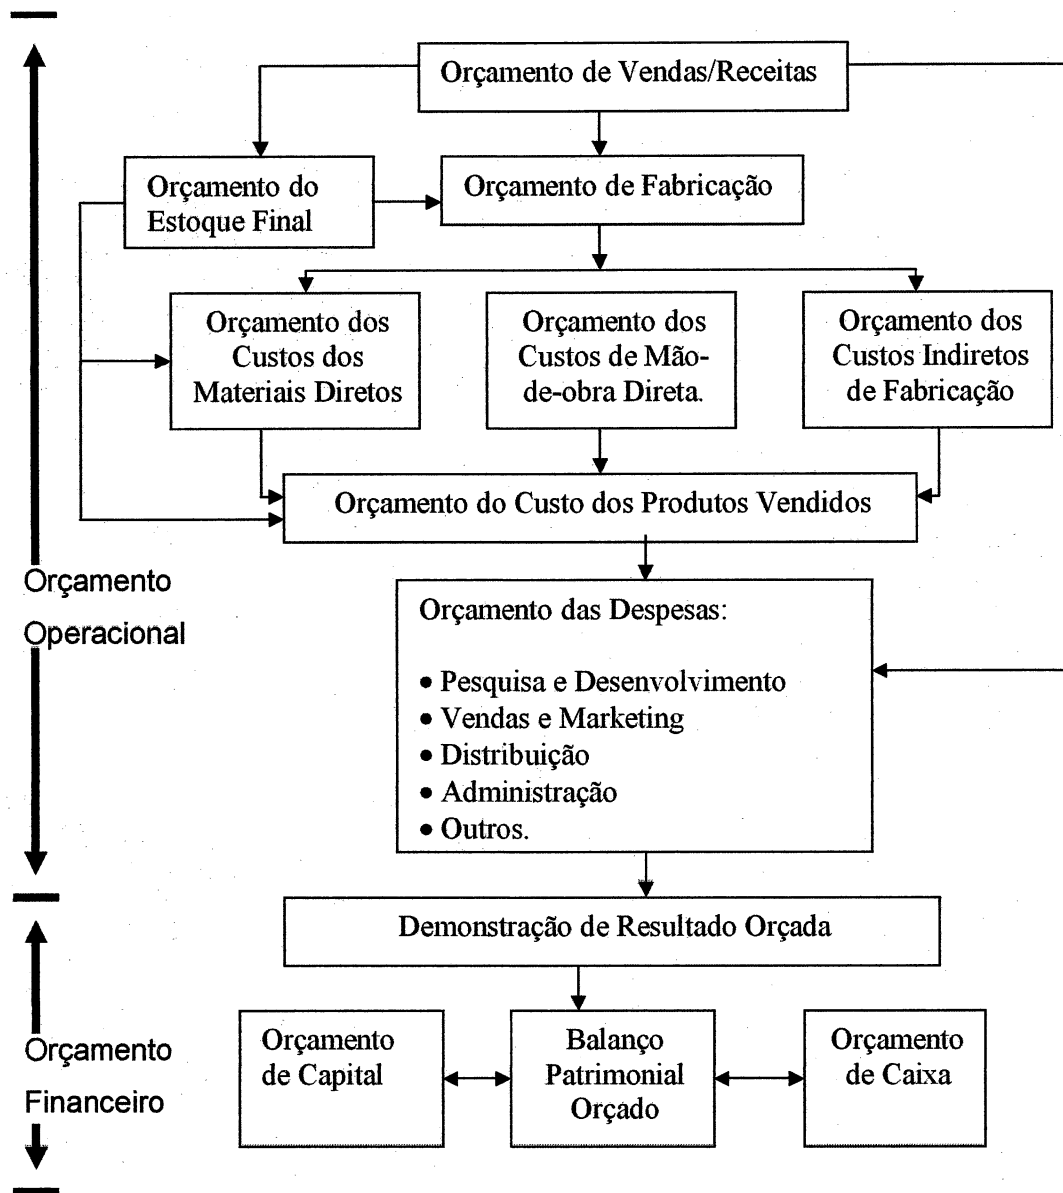 Orçamento de Vendas/Receitas
Orçamento do
Estoque Final
Orçamento de Fabricação
Orçamento dos
Custos dos
Materiais Diretos
Orçamento dos
Custos de Mão-
de-obra Direta.
Orçamento dos
Custos Indiretos
de Fabricação
Orçamento do Custo dos Produtos Vendidos
Orçamento
Operacional
Orçamento das Despesas:
• Pesquisa e Desenvolvimento
• Vendas e Marketing
• Distribuição
• Administração
• Outros.
Demonstração de Resultado Orçada
Orçamento
Financeiro
Orçamento
de Capital
Balanço
Patrimonial
Orçado
Orçamento
de Caixa